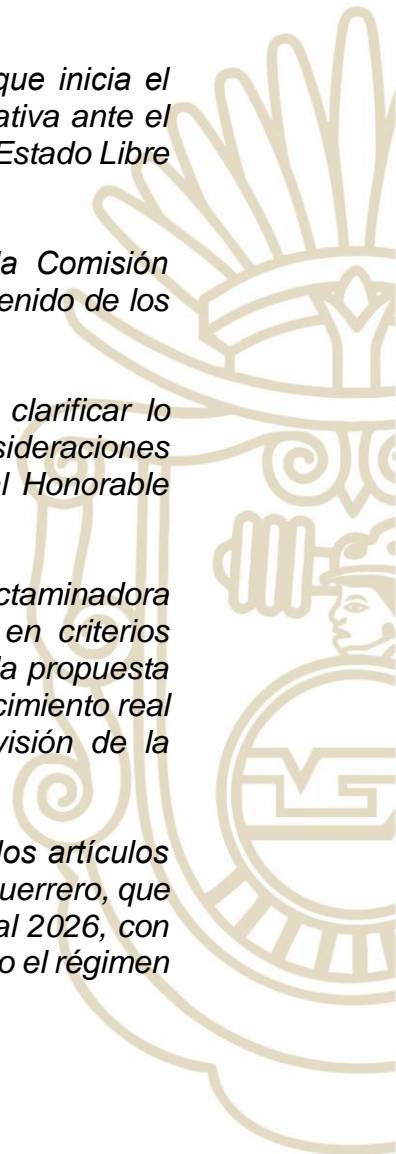 que inicia el
ativa ante el
Estado Libre
la Comisión
enido de los
clarificar lo
sideraciones
l Honorable
ctaminadora
en criterios
la propuesta
cimiento real
visión de la
los artículos
uerrero, que
al 2026, con
o el régimen